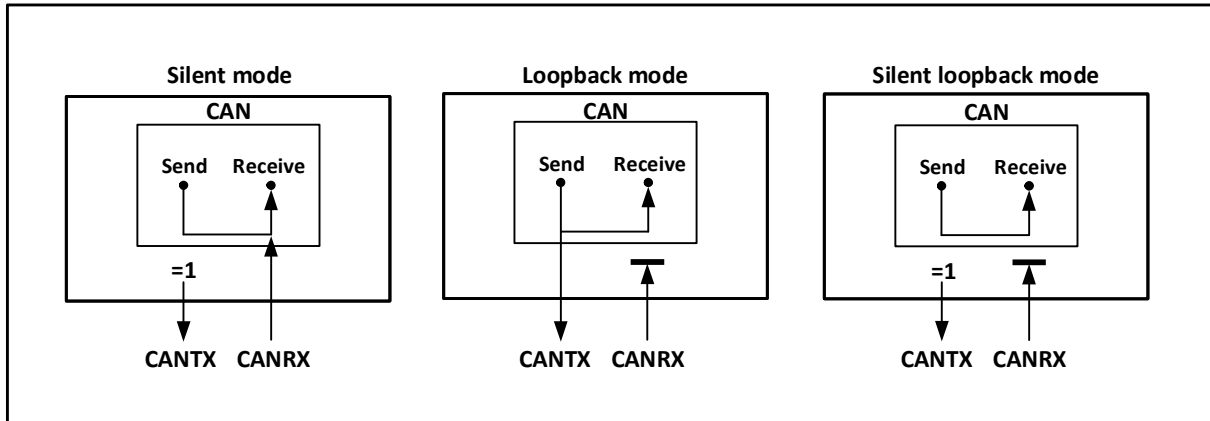 Silent mode
CAN
Send Receive
=1
CANTX CANRX
Loopback mode
CAN
Send Receive
CANTX CANRX
Silent loopback mode
CAN
Send Receive
=1
CANTX CANRX